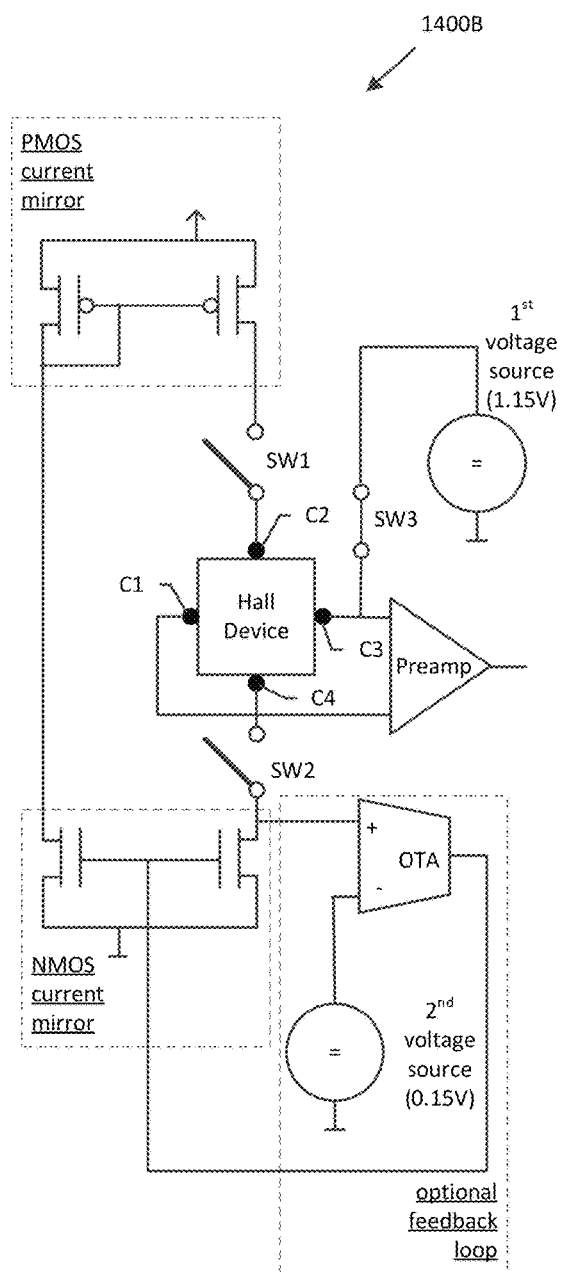 1400B
PMOS
current
mirror
1st
voltage
source
(1.15V)
=
SW1
C2
SW3
C1
Hall
Device
C3
Preamp
C4
SW2
+
OTA
-
NMOS
current
mirror
=
2nd
voltage
source
(0.15V)
optional
feedback
loop